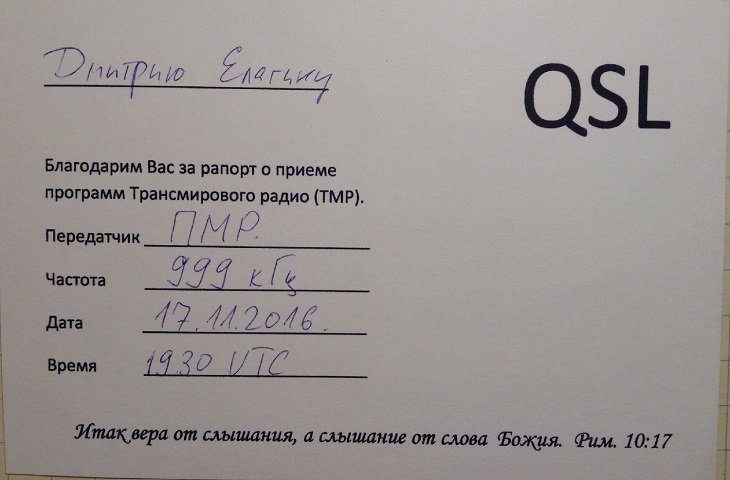 Дмитрию Елагину
QSL
Благодарим Вас за рапорт о приеме
программ Трансмирового радио (ТМР).
Передатчик ПМР.
Частота 999 кГц
Дата 17.11.2016.
Время 1930 UTC
Итак вера от слышания, а слышание от слова Божия. Рим. 10:17